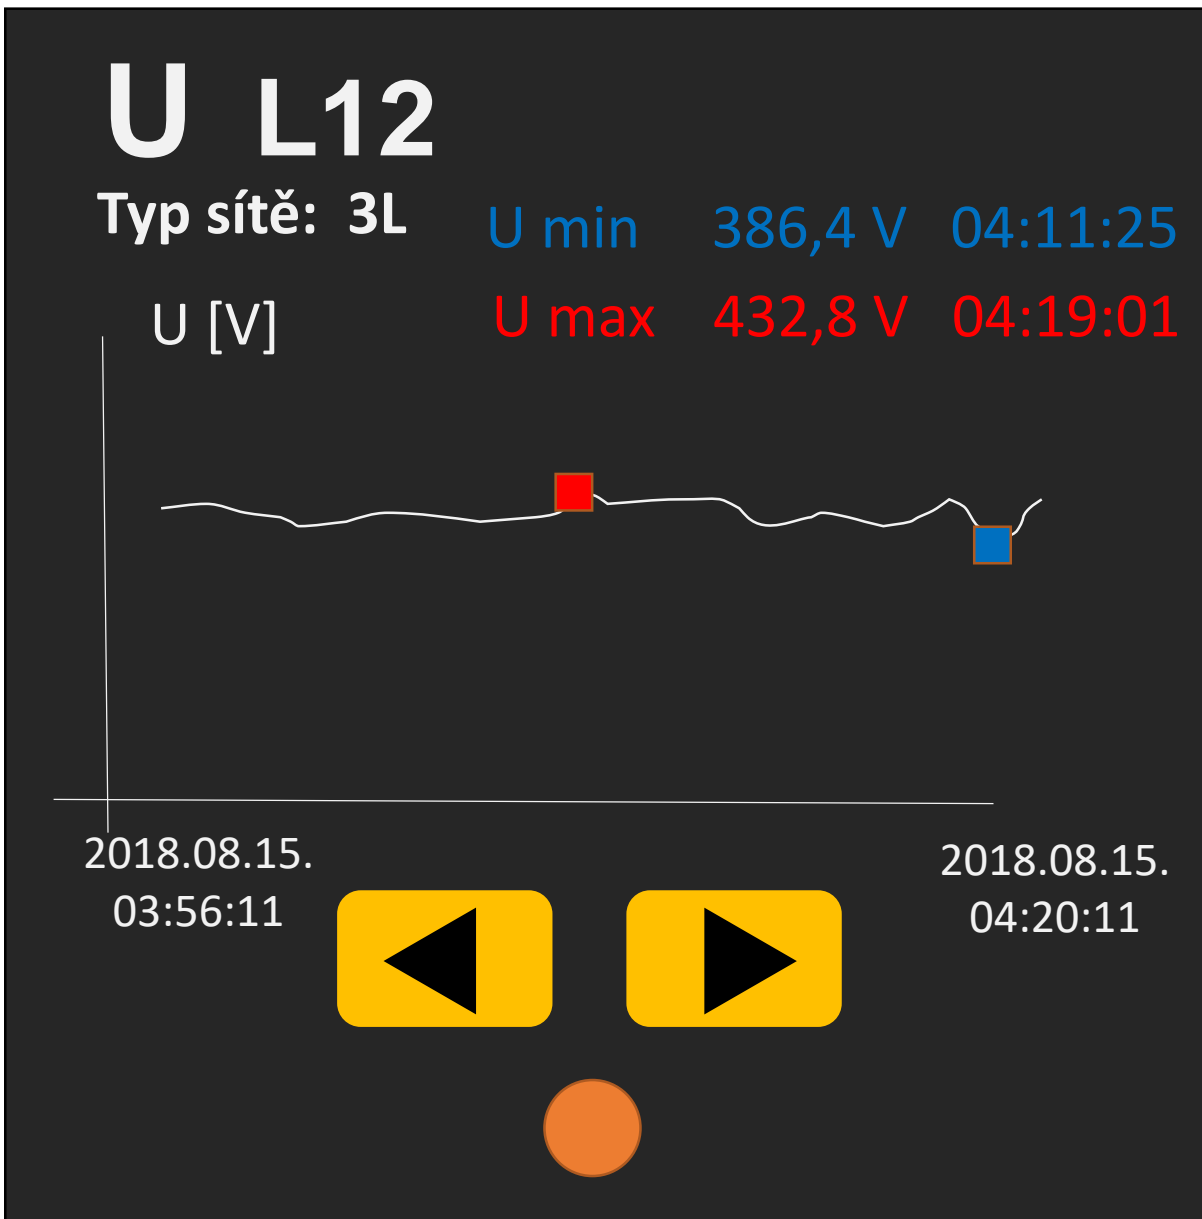 U L12
Typ sítě: 3L
U min 386,4 V 04:11:25
U max 432,8 V 04:19:01
U [V]
2018.08.15.
03:56:11
2018.08.15.
04:20:11